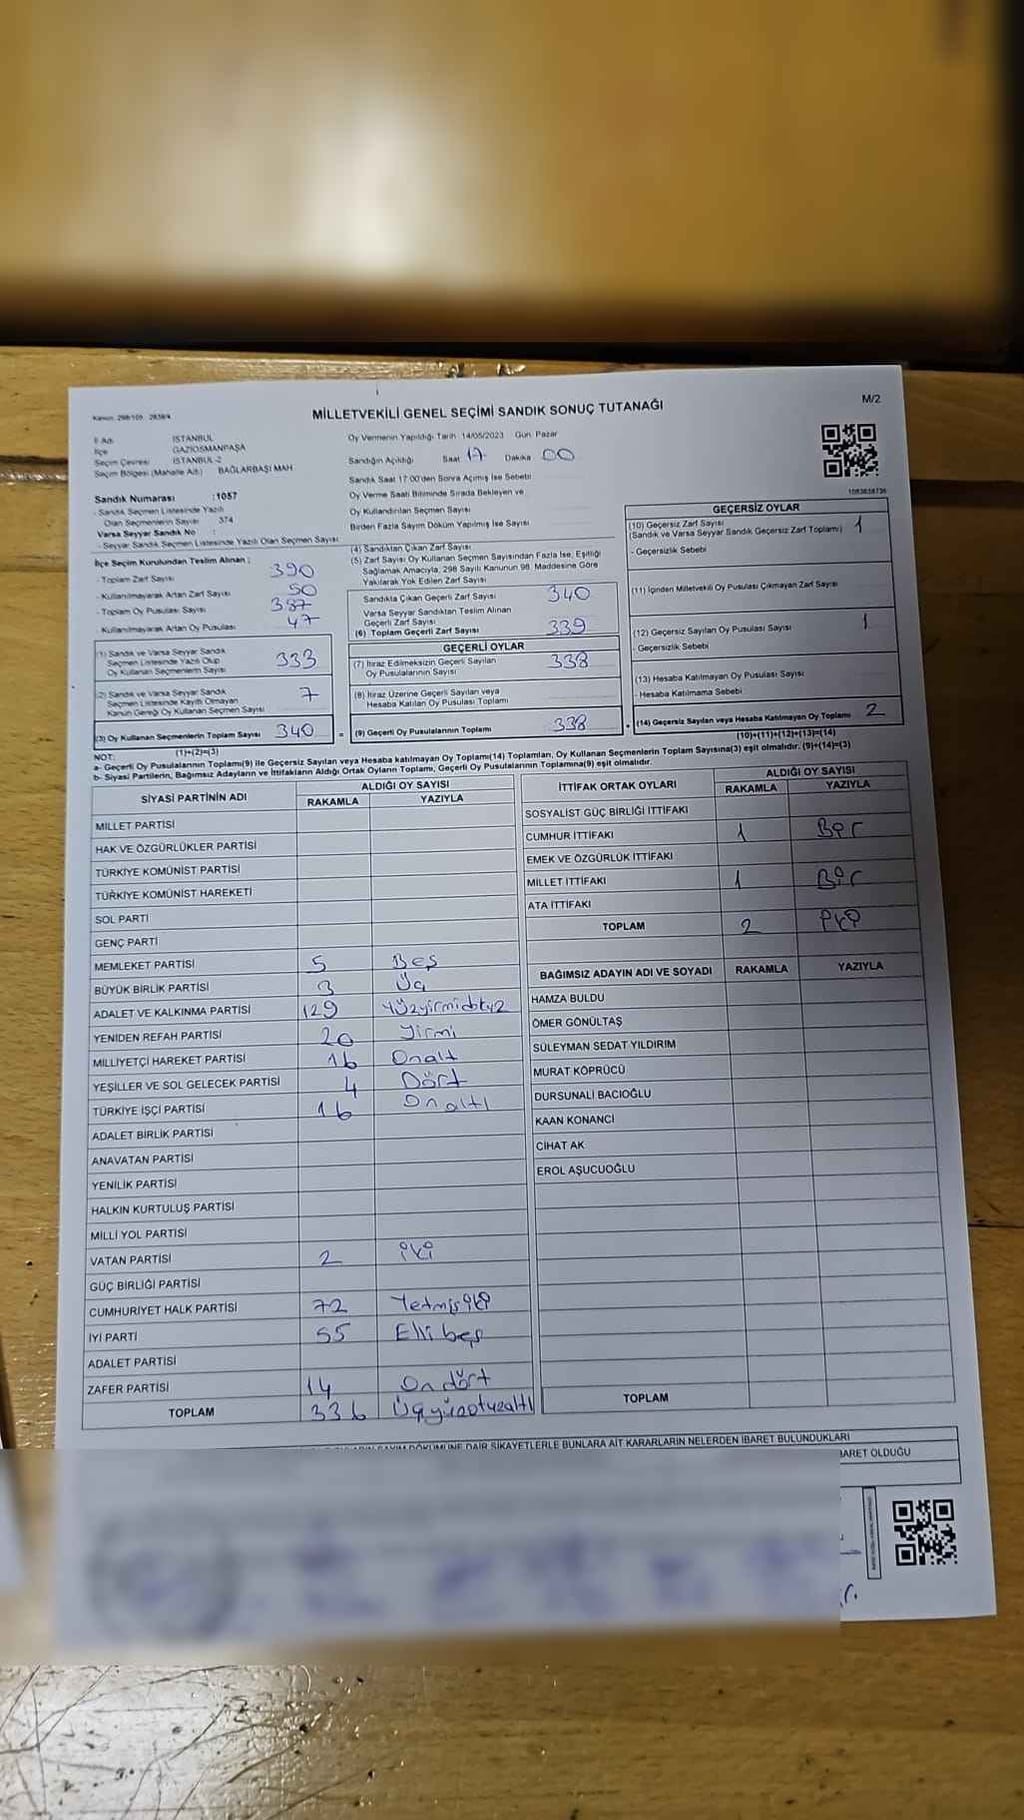 Kanun: 298/105 2839/4
MİLLETVEKİLİ GENEL SEÇİMİ SANDIK SONUÇ TUTANAĞI
M/2
İl Adı : İSTANBUL
İlçe : GAZİOSMANPAŞA
Seçim Çevresi : İSTANBUL-2
Seçim Bölgesi (Mahalle Adı) : BAĞLARBAŞI MAH
Sandık Numarası :1057
- Sandık Seçmen Listesinde Yazılı
Olan Seçmenlerin Sayısı 374
Varsa Seyyar Sandık No :
- Seyyar Sandık Seçmen Listesinde Yazılı Olan Seçmen Sayısı
İlçe Seçim Kurulundan Teslim Alınan :
- Toplam Zarf Sayısı 390
- Kullanılmayarak Artan Zarf Sayısı 50
- Toplam Oy Pusulası Sayısı 387
- Kullanılmayarak Artan Oy Pusulası 47
(1) Sandık ve Varsa Seyyar Sandık
Seçmen Listesinde Yazılı Olup
Oy Kullanan Seçmenlerin Sayısı 333
(2) Sandık ve Varsa Seyyar Sandık
Seçmen Listesinde Kayıtlı Olmayan
Kanun Gereği Oy Kullanan Seçmen Sayısı 7
(3) Oy Kullanan Seçmenlerin Toplam Sayısı 340
(1)+(2)=(3)
Oy Vermenin Yapıldığı Tarih: 14/05/2023 Gün: Pazar
Sandığın Açıldığı Saat 17 Dakika 00
Sandık Saat 17:00'den Sonra Açılmış İse Sebebi
Oy Verme Saati Bitiminde Sırada Bekleyen ve
Oy Kullandırılan Seçmen Sayısı
Birden Fazla Sayım Döküm Yapılmış İse Sayısı
(4) Sandıktan Çıkan Zarf Sayısı
(5) Zarf Sayısı Oy Kullanan Seçmen Sayısından Fazla İse, Eşitliği
Sağlamak Amacıyla, 298 Sayılı Kanunun 98. Maddesine Göre
Yakılarak Yok Edilen Zarf Sayısı
Sandıkta Çıkan Geçerli Zarf Sayısı 340
Varsa Seyyar Sandıktan Teslim Alınan
Geçerli Zarf Sayısı
(6) Toplam Geçerli Zarf Sayısı 339
GEÇERLİ OYLAR
(7) İtiraz Edilmeksizin Geçerli Sayılan
Oy Pusulalarının Sayısı 338
(8) İtiraz Üzerine Geçerli Sayılan veya
Hesaba Katılan Oy Pusulası Toplamı
= (9) Geçerli Oy Pusulalarının Toplamı 338
1083838736
GEÇERSİZ OYLAR
(10) Geçersiz Zarf Sayısı
(Sandık ve Varsa Seyyar Sandık Geçersiz Zarf Toplamı) 1
- Geçersizlik Sebebi
(11) İçinden Milletvekili Oy Pusulası Çıkmayan Zarf Sayısı
(12) Geçersiz Sayılan Oy Pusulası Sayısı 1
- Geçersizlik Sebebi
(13) Hesaba Katılmayan Oy Pusulası Sayısı
- Hesaba Katılmama Sebebi
+ (14) Geçersiz Sayılan veya Hesaba Katılmayan Oy Toplamı 2
(10)+(11)+(12)+(13)=(14)
NOT:
a- Geçerli Oy Pusulalarının Toplamı(9) ile Geçersiz Sayılan veya Hesaba katılmayan Oy Toplamı(14) Toplamları, Oy Kullanan Seçmenlerin Toplam Sayısına(3) eşit olmalıdır. (9)+(14)=(3)
b- Siyasi Partilerin, Bağımsız Adayların ve İttifakların Aldığı Ortak Oyların Toplamı, Geçerli Oy Pusulalarının Toplamına(9) eşit olmalıdır.
SİYASİ PARTİNİN ADI
ALDIĞI OY SAYISI
RAKAMLA YAZIYLA
MİLLET PARTİSİ
HAK VE ÖZGÜRLÜKLER PARTİSİ
TÜRKİYE KOMÜNİST PARTİSİ
TÜRKİYE KOMÜNİST HAREKETİ
SOL PARTİ
GENÇ PARTİ
MEMLEKET PARTİSİ 5 Beş
BÜYÜK BİRLİK PARTİSİ 3 Üç
ADALET VE KALKINMA PARTİSİ 129 Yüzyirmidokuz
YENİDEN REFAH PARTİSİ 20 Yirmi
MİLLİYETÇİ HAREKET PARTİSİ 16 Onaltı
YEŞİLLER VE SOL GELECEK PARTİSİ 4 Dört
TÜRKİYE İŞÇİ PARTİSİ 16 Onaltı
ADALET BİRLİK PARTİSİ
ANAVATAN PARTİSİ
YENİLİK PARTİSİ
HALKIN KURTULUŞ PARTİSİ
MİLLİ YOL PARTİSİ
VATAN PARTİSİ 2 iki
GÜÇ BİRLİĞİ PARTİSİ
CUMHURİYET HALK PARTİSİ 72 Yetmişiki
İYİ PARTİ 55 Elli beş
ADALET PARTİSİ
ZAFER PARTİSİ 14 On dört
TOPLAM 336 Üçyüzotuzaltı
İTTİFAK ORTAK OYLARI
ALDIĞI OY SAYISI
RAKAMLA YAZIYLA
SOSYALİST GÜÇ BİRLİĞİ İTTİFAKI
CUMHUR İTTİFAKI 1 Bir
EMEK VE ÖZGÜRLÜK İTTİFAKI
MİLLET İTTİFAKI 1 Bir
ATA İTTİFAKI
TOPLAM 2 iki
BAĞIMSIZ ADAYIN ADI VE SOYADI RAKAMLA YAZIYLA
HAMZA BULDU
ÖMER GÖNÜLTAŞ
SÜLEYMAN SEDAT YILDIRIM
MURAT KÖPRÜCÜ
DURSUNALİ BACIOĞLU
KAAN KONANCI
CİHAT AK
EROL AŞUCUOĞLU
TOPLAM
DÖKÜMÜNE DAİR ŞİKAYETLERLE BUNLARA AİT KARARLARIN NELERDEN İBARET BULUNDUKLARI
İBARET OLDUĞU